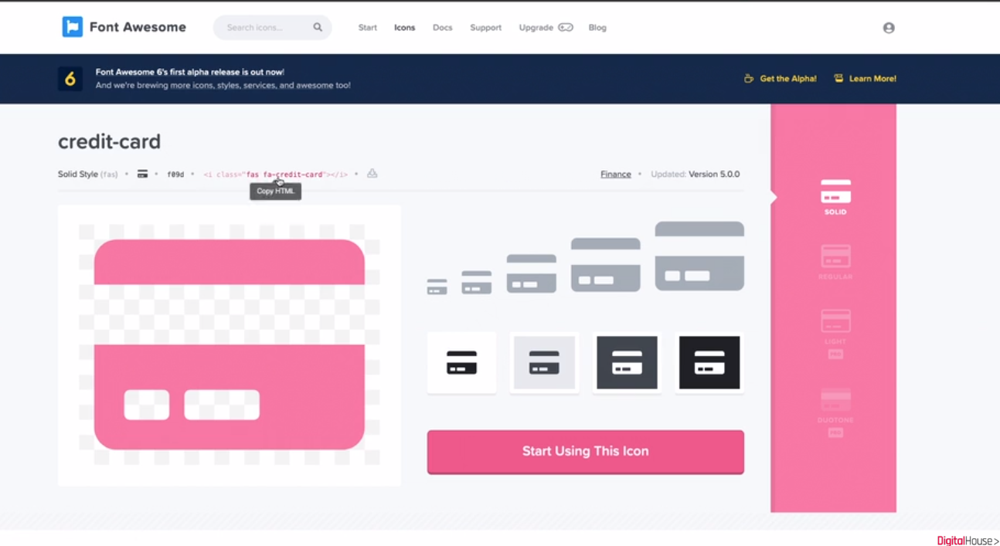 Font Awesome
Search icons...
Start Icons Docs Support Upgrade Blog
6
Font Awesome 6's first alpha release is out now!
And we're brewing more icons, styles, services, and awesome too!
Get the Alpha! Learn More!
credit-card
Solid Style (fas) • • f09d • <i class="fas fa-credit-card"></i> •
Finance • Updated: Version 5.0.0
Copy HTML
SOLID
REGULAR
LIGHT
PRO
DUOTONE
PRO
Start Using This Icon
DigitalHouse>